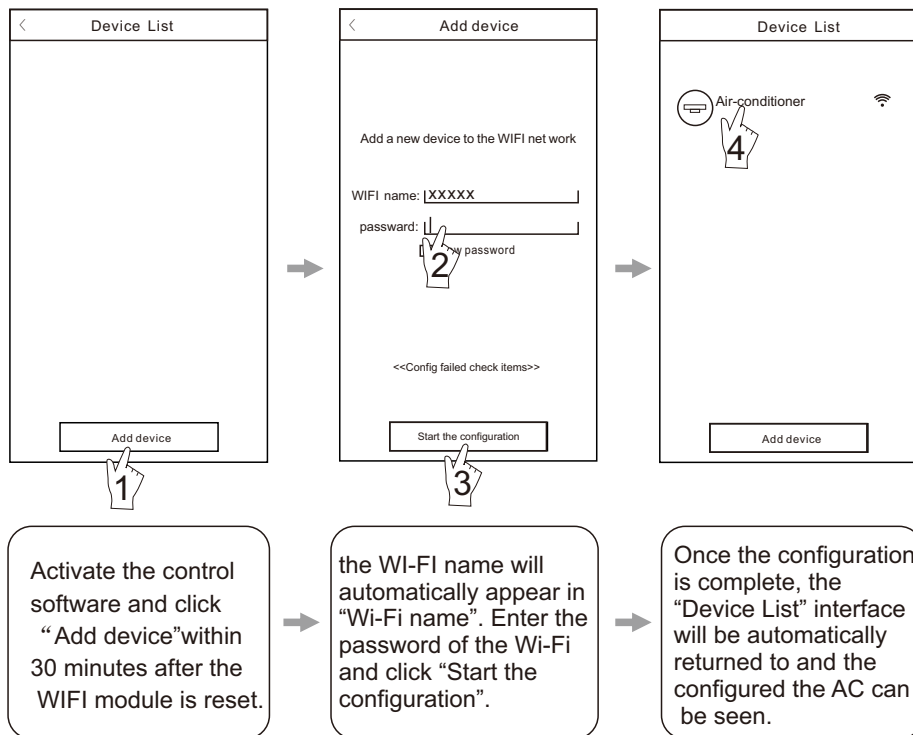 Device List
Add device
1
Add device
Add a new device to the WIFI net work
WIFI name: XXXXX
passward:
w password
2
<<Config failed check items>>
Start the configuration
3
Device List
Air-conditioner
4
Add device
Activate the control
software and click
“Add device”within
30 minutes after the
WIFI module is reset.
the WI-FI name will
automatically appear in
“Wi-Fi name”. Enter the
password of the Wi-Fi
and click “Start the
configuration”.
Once the configuration
is complete, the
“Device List” interface
will be automatically
returned to and the
configured the AC can
be seen.